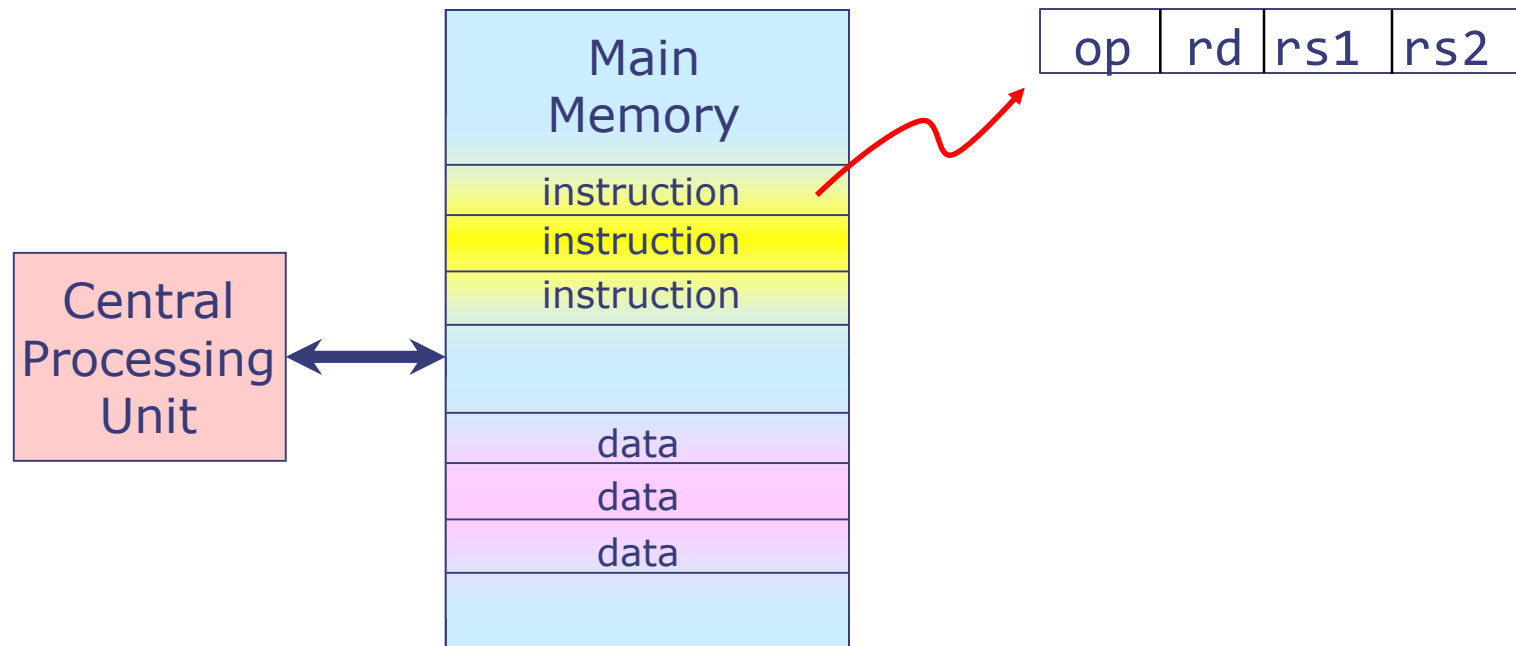 Main
Memory
op rd rs1 rs2
instruction
instruction
instruction
Central
Processing
Unit
data
data
data